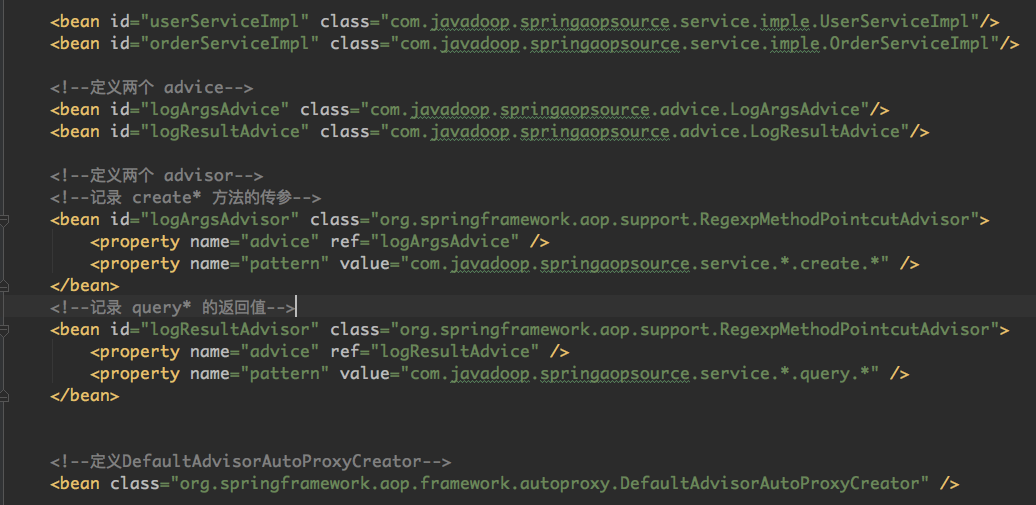 <bean id="userServiceImpl" class="com.javadoop.springaopsource.service.imple.UserServiceImpl"/>
<bean id="orderServiceImpl" class="com.javadoop.springaopsource.service.imple.OrderServiceImpl"/>
<!--定义两个 advice-->
<bean id="logArgsAdvice" class="com.javadoop.springaopsource.advice.LogArgsAdvice"/>
<bean id="logResultAdvice" class="com.javadoop.springaopsource.advice.LogResultAdvice"/>
<!--定义两个 advisor-->
<!--记录 create* 方法的传参-->
<bean id="logArgsAdvisor" class="org.springframework.aop.support.RegexpMethodPointcutAdvisor">
<property name="advice" ref="logArgsAdvice" />
<property name="pattern" value="com.javadoop.springaopsource.service.*.create.*" />
</bean>
<!--记录 query* 的返回值-->
<bean id="logResultAdvisor" class="org.springframework.aop.support.RegexpMethodPointcutAdvisor">
<property name="advice" ref="logResultAdvice" />
<property name="pattern" value="com.javadoop.springaopsource.service.*.query.*" />
</bean>
<!--定义DefaultAdvisorAutoProxyCreator-->
<bean class="org.springframework.aop.framework.autoproxy.DefaultAdvisorAutoProxyCreator" />